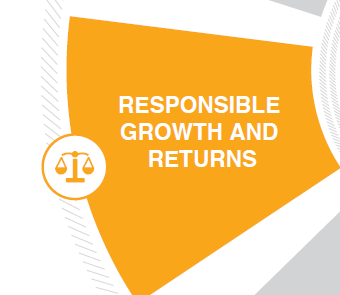 RESPONSIBLE
GROWTH AND
RETURNS